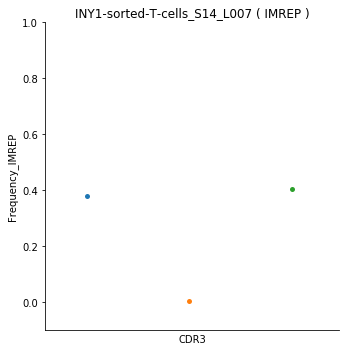 INY1-sorted-T-cells_S14_L007 ( IMREP )
1.0
0.8
0.6
0.4
0.2
0.0
Frequency_IMREP
CDR3